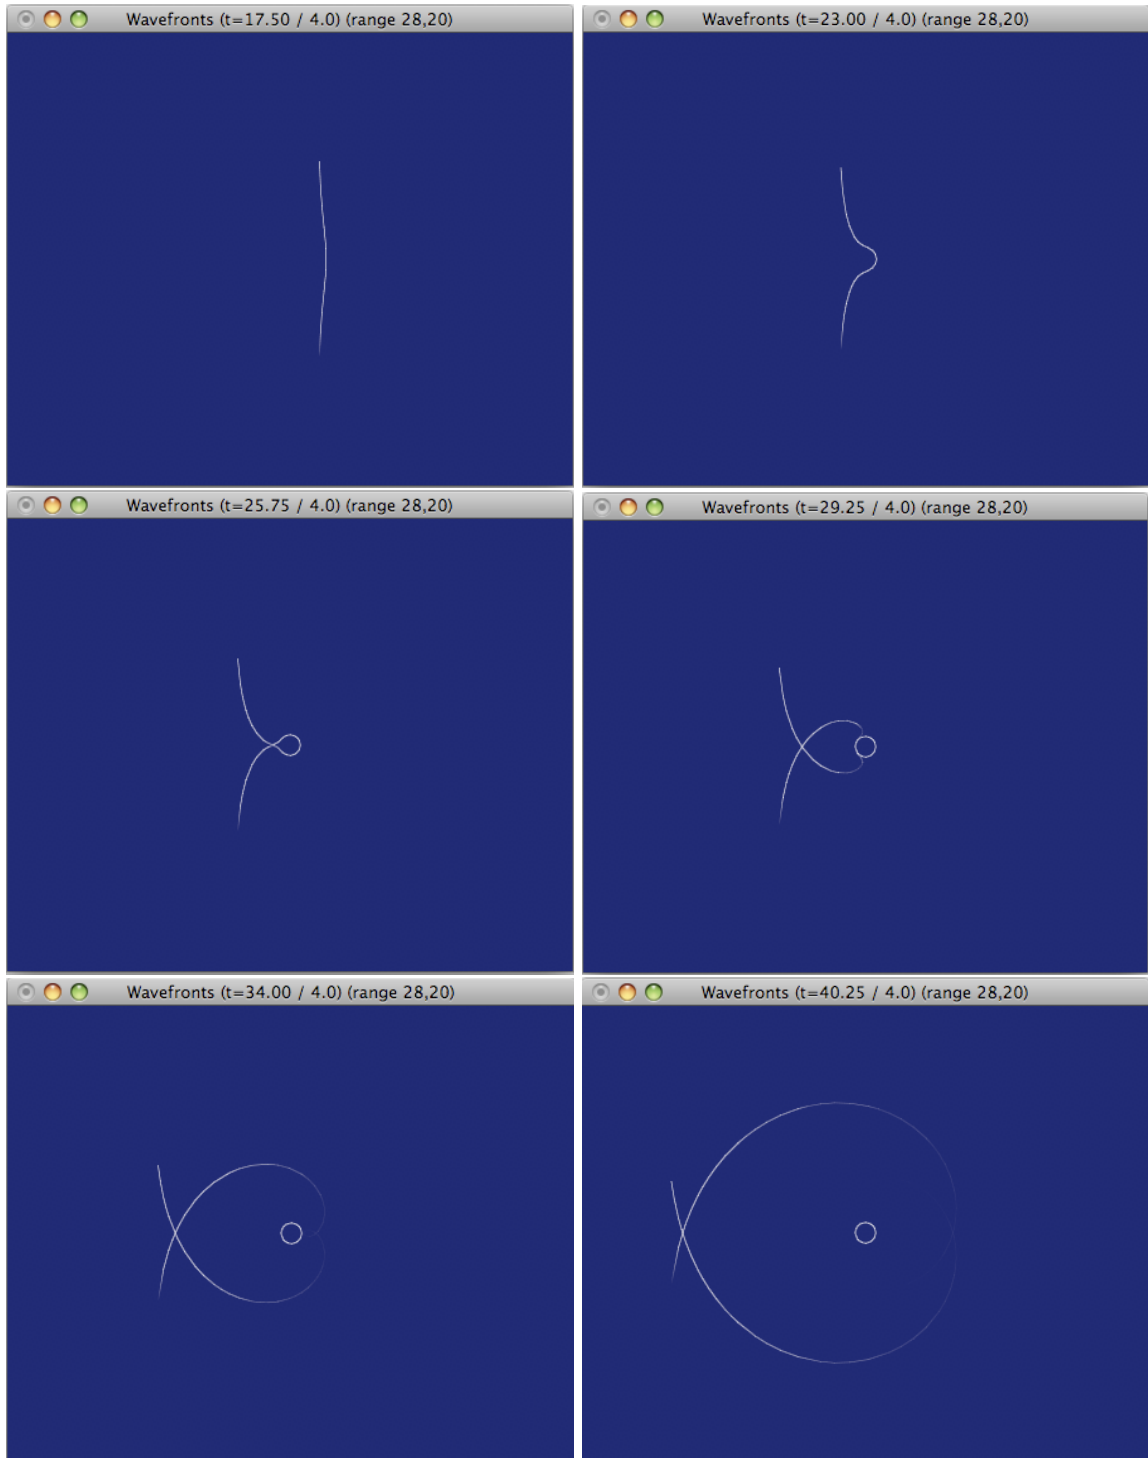 Wavefronts (t=17.50 / 4.0) (range 28,20)
Wavefronts (t=23.00 / 4.0) (range 28,20)
Wavefronts (t=25.75 / 4.0) (range 28,20)
Wavefronts (t=29.25 / 4.0) (range 28,20)
Wavefronts (t=34.00 / 4.0) (range 28,20)
Wavefronts (t=40.25 / 4.0) (range 28,20)